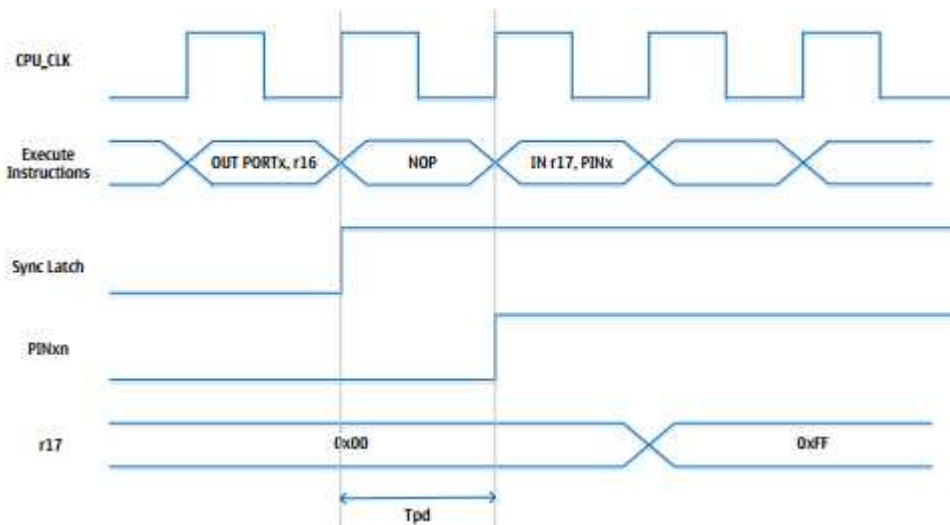 CPU_CLK
Execute
Instructions
OUT PORTx, r16
NOP
IN r17, PINx
Sync Latch
PINxn
r17
0x00
0xFF
Tpd